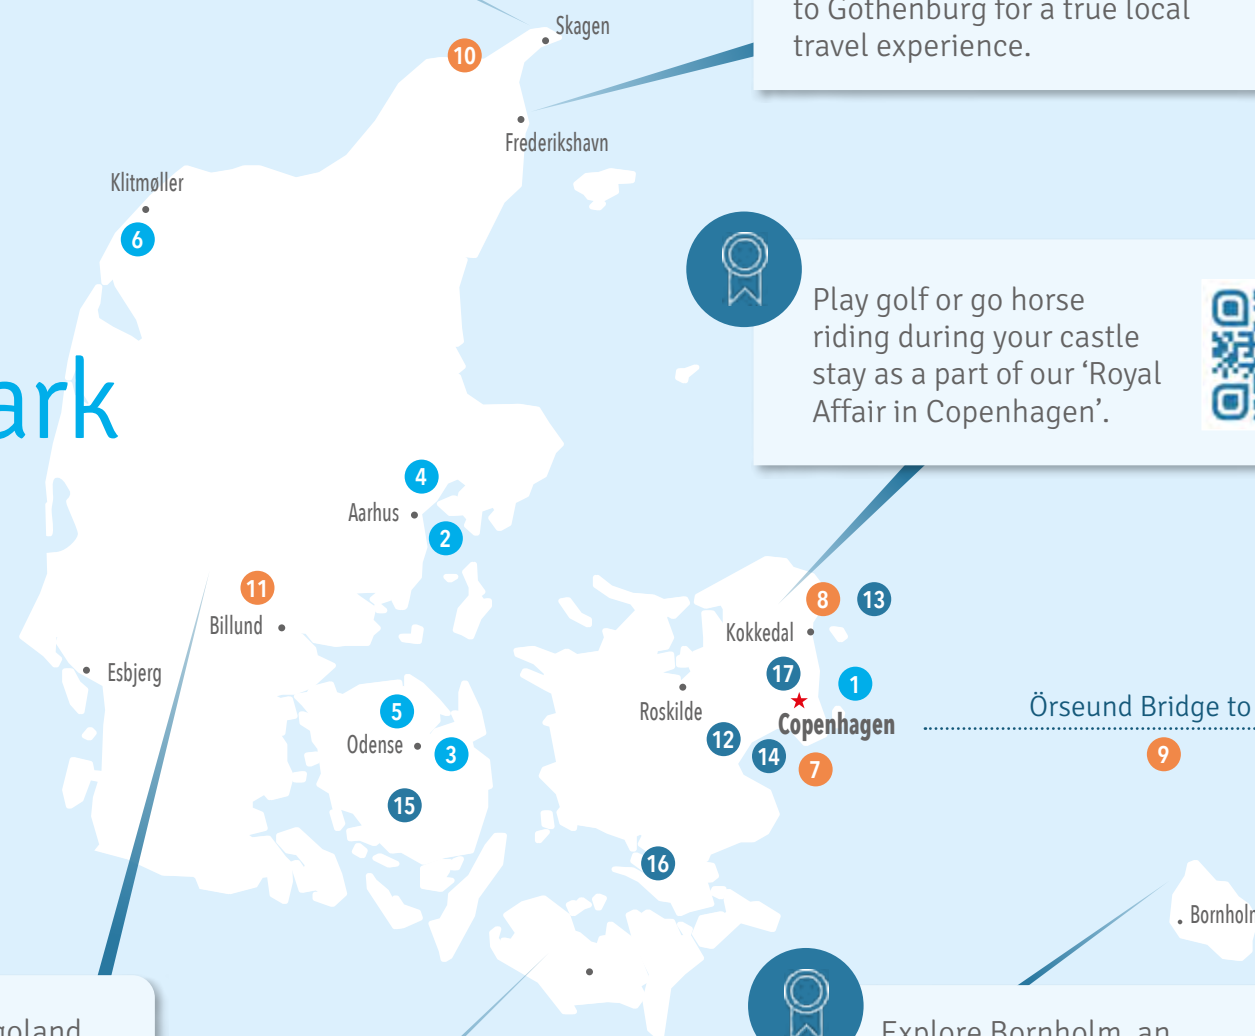 to Gothenburg for a true local
travel experience.
Skagen
10
Frederikshavn
Klitmøller
6
Play golf or go horse
riding during your castle
stay as a part of our ‘Royal
Affair in Copenhagen’.
ark
4
Aarhus
2
11
Billund
8
13
Kokkedal
Esbjerg
17
1
5
Roskilde
Copenhagen
Örseund Bridge to
Odense
3
12
14
7
9
15
16
Bornholm
goland
Explore Bornholm, an